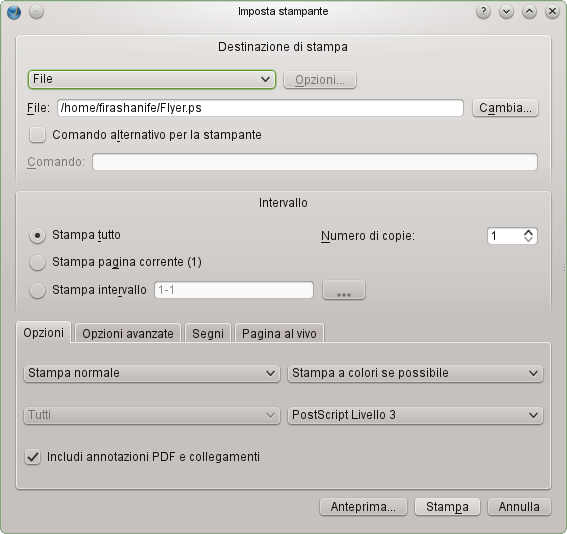 Imposta stampante
Destinazione di stampa
File
Opzioni...
File: /home/firashanife/Flyer.ps
Cambia...
Comando alternativo per la stampante
Comando:
Intervallo
Stampa tutto
Numero di copie: 1
Stampa pagina corrente (1)
Stampa intervallo 1-1 ...
Opzioni Opzioni avanzate Segni Pagina al vivo
Stampa normale Stampa a colori se possibile
Tutti PostScript Livello 3
Includi annotazioni PDF e collegamenti
Anteprima... Stampa Annulla